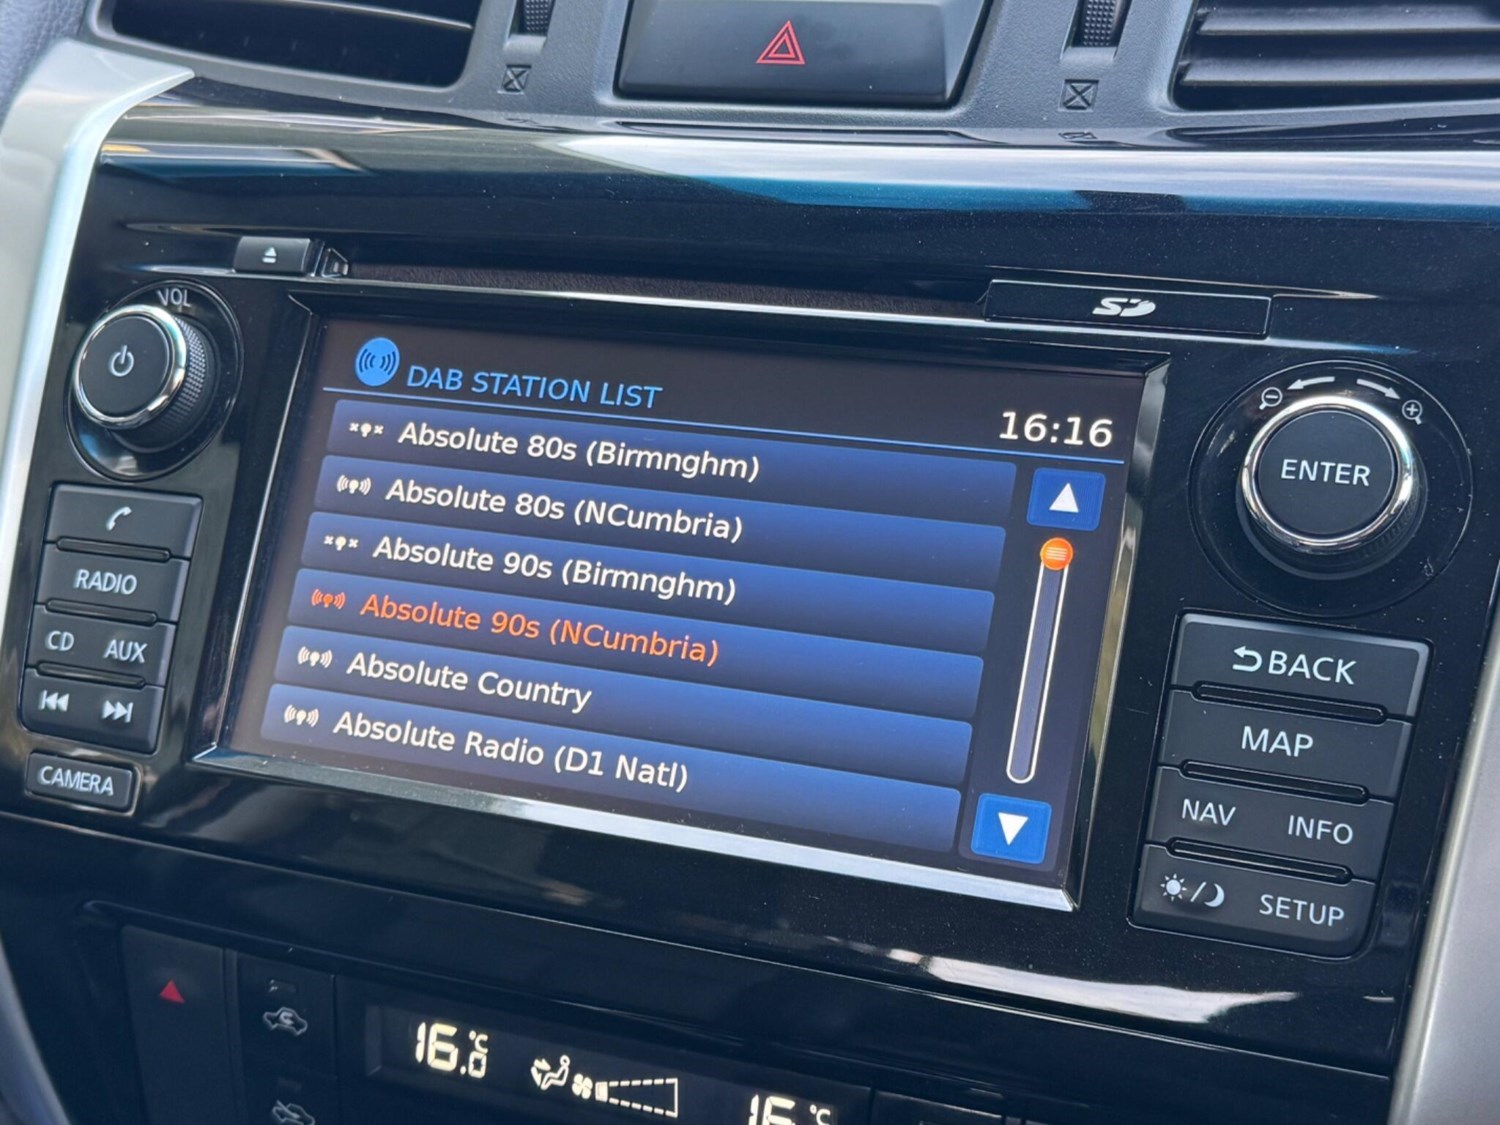 VOL
SD
DAB STATION LIST
16:16
Absolute 80s (Birmnghm)
Absolute 80s (NCumbria)
Absolute 90s (Birmnghm)
Absolute 90s (NCumbria)
Absolute Country
Absolute Radio (D1 Natl)
RADIO
CD AUX
CAMERA
ENTER
BACK
MAP
NAV INFO
SETUP
16.0 °C
16 °C